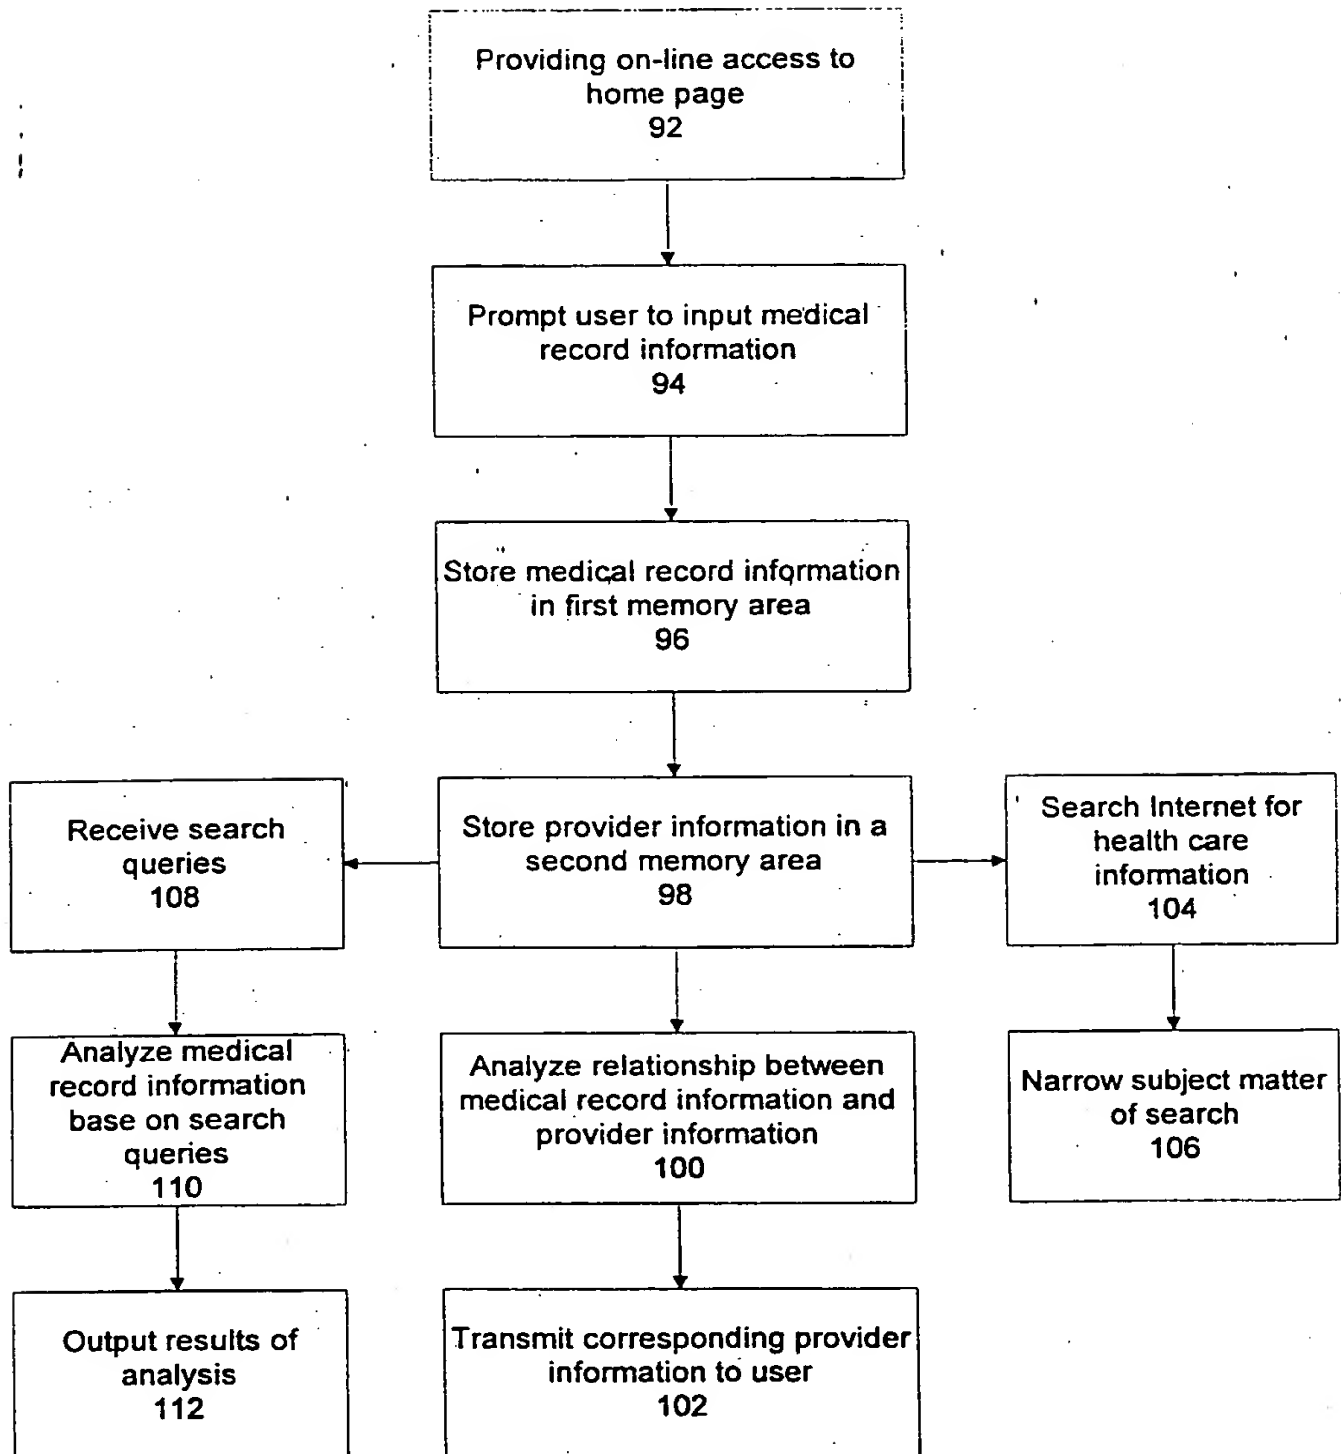 Providing on-line access to
home page
92
Prompt user to input medical
record information
94
Store medical record information
in first memory area
96
Receive search
queries
108
Store provider information in a
second memory area
98
Search Internet for
health care
information
104
Analyze medical
record information
base on search
queries
110
Analyze relationship between
medical record information and
provider information
100
Narrow subject matter
of search
106
Output results of
analysis
112
Transmit corresponding provider
information to user
102